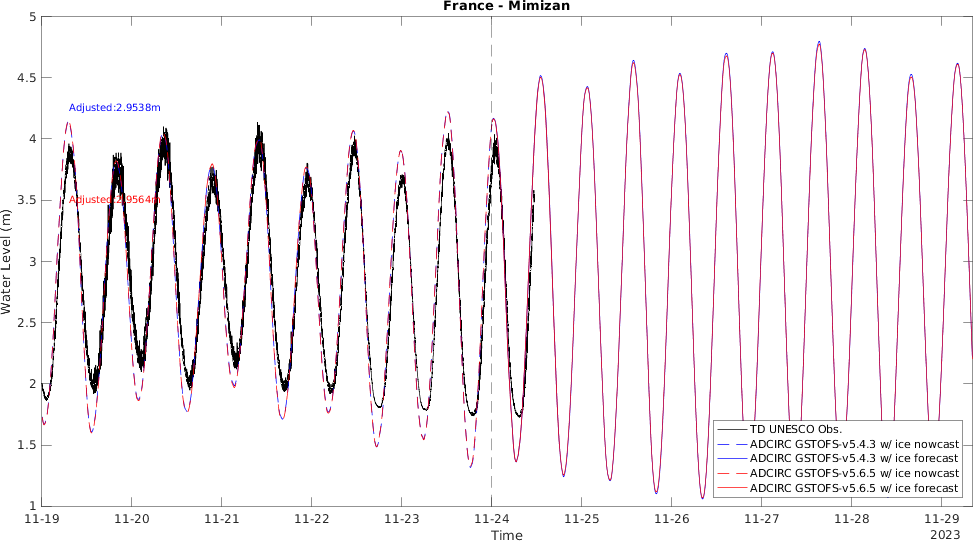 France - Mimizan
Water Level (m)
5
4.5
4
3.5
3
2.5
2
1.5
1
Adjusted:2.9538m
Adjusted:2.9564m
TD UNESCO Obs.
ADCIRC GSTOFS-v5.4.3 w/ ice nowcast
ADCIRC GSTOFS-v5.4.3 w/ ice forecast
ADCIRC GSTOFS-v5.6.5 w/ ice nowcast
ADCIRC GSTOFS-v5.6.5 w/ ice forecast
11-19 11-20 11-21 11-22 11-23 11-24 11-25 11-26 11-27 11-28 11-29
Time
2023